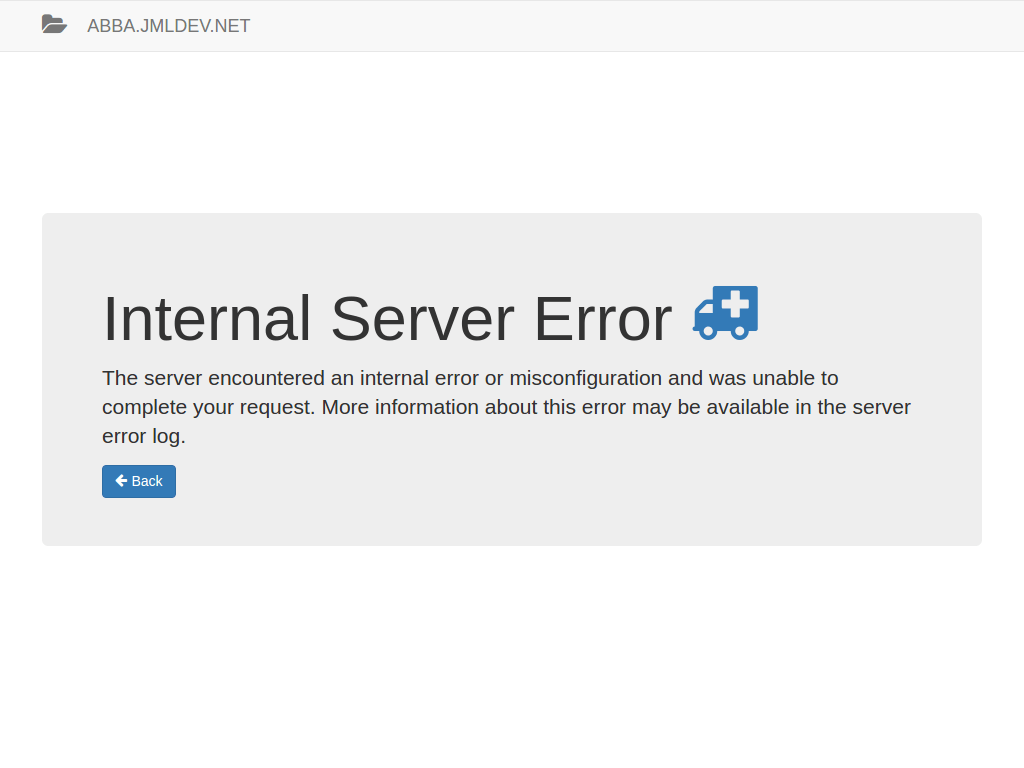 ABBA.JMLDEV.NET
Internal Server Error
The server encountered an internal error or misconfiguration and was unable to
complete your request. More information about this error may be available in the server
error log.
Back